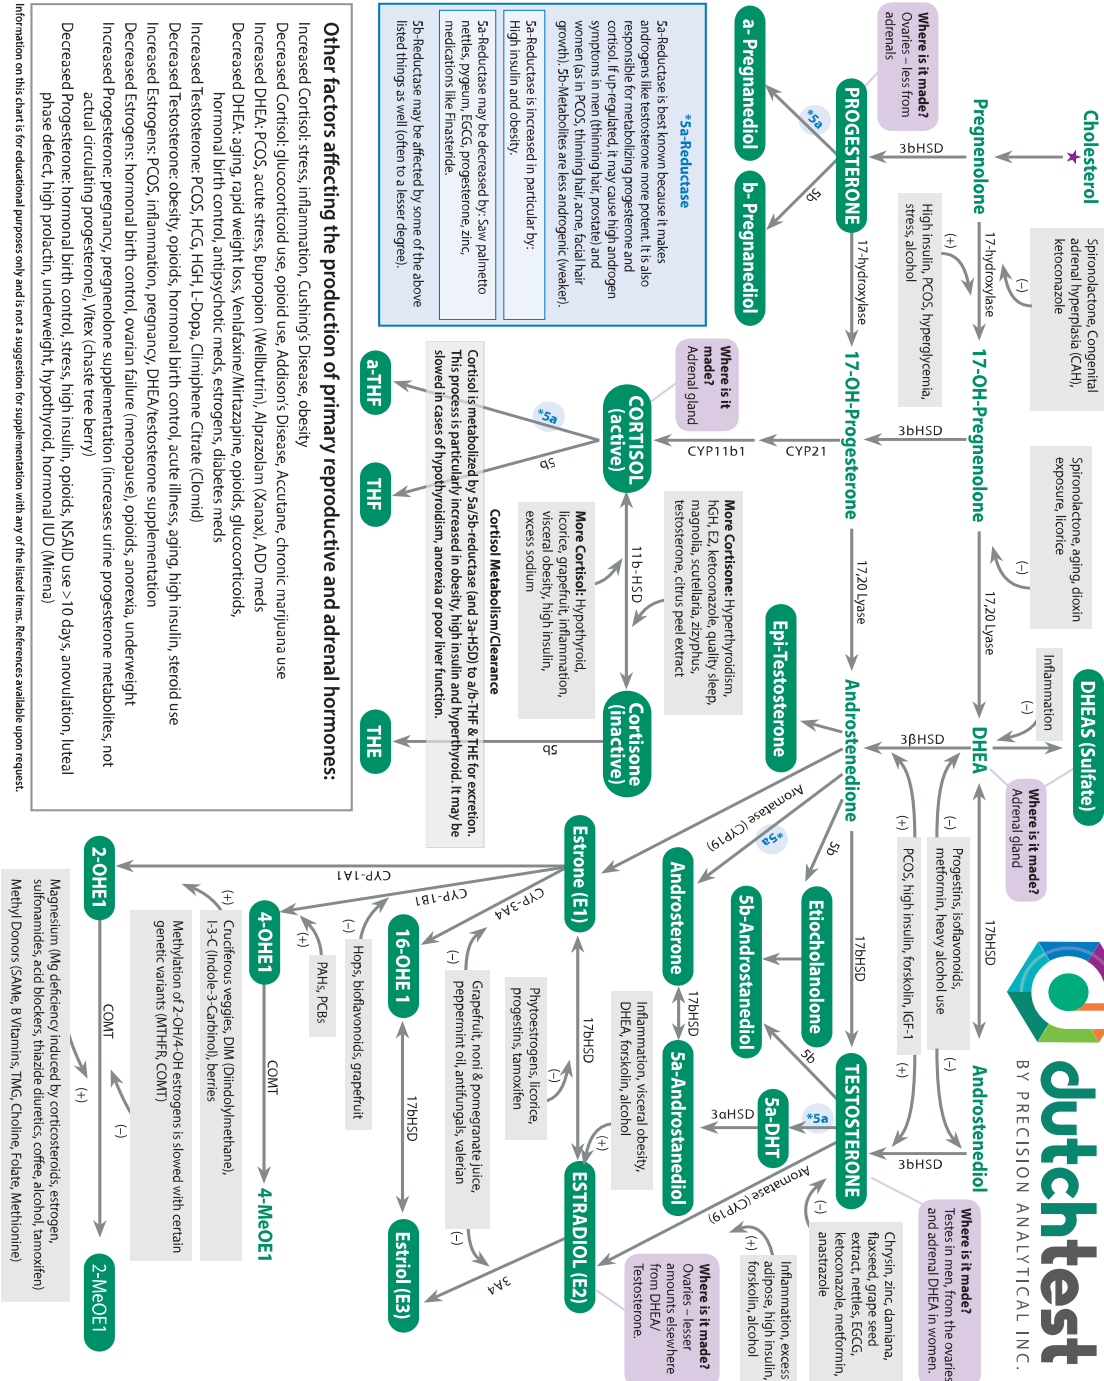 dutchtest
BY PRECISION ANALYTICAL INC.
Cholesterol
Pregnenolone
3bHSD
17-hydroxylase
Spironolactone, Congenital
adrenal hyperplasia (CAH),
ketoconazole
(–)
High insulin, PCOS, hyperglycemia,
stress, alcohol
(+)
17-OH-Pregnenolone
3bHSD
17,20 Lyase
Spironolactone, aging, dioxin
exposure, licorice
(–)
DHEAS (Sulfate)
Inflammation
(–)
DHEA
Where is it made?
Adrenal gland
3βHSD
17bHSD
Progestins, isoflavonoids,
metformin, heavy alcohol use
(–)
(–)
PCOS, high insulin, forskolin, IGF-1
(+)
(+)
Androstenediol
3bHSD
Where is it made?
Ovaries – less from
adrenals
PROGESTERONE
17-hydroxylase
*5a
5b
a- Pregnanediol
b- Pregnanediol
17-OH-Progesterone
17,20 Lyase
CYP21
CYP11b1
Androstenedione
17bHSD
Epi-Testosterone
Aromatase (CYP19)
*5a
5b
Androsterone
Etiocholanolone
5b-Androstanediol
17bHSD
5a-Androstanediol
5b
TESTOSTERONE
*5a
5a-DHT
3αHSD
Where is it made?
Testes in men, from the ovaries
and adrenal DHEA in women.
Aromatase (CYP19)
Chrysin, zinc, damiana,
flaxseed, grape seed
extract, nettles, EGCG,
ketoconazole, metformin,
anastrazole
(–)
Inflammation, excess
adipose, high insulin,
forskolin, alcohol
(+)
Where is it made?
Ovaries – lesser
amounts elsewhere
from DHEA/
Testosterone.
Where is it
made?
Adrenal gland
CORTISOL
(active)
11b-HSD
Cortisone
(inactive)
More Cortisone: Hyperthyroidism,
hGH, E2, ketoconazole, quality sleep,
magnolia, scutellaria, zizyphus,
testosterone, citrus peel extract
More Cortisol: Hypothyroid,
licorice, grapefruit, inflammation,
visceral obesity, high insulin,
excess sodium
*5a
5b
5b
Cortisol Metabolism/Clearance
Cortisol is metabolized by 5a/5b-reductase (and 3a-HSD) to a/b-THF & THE for excretion.
This process is particularly increased in obesity, high insulin and hyperthyroid. It may be
slowed in cases of hypothyroidism, anorexia or poor liver function.
a-THF
THF
THE
Estrone (E1)
17bHSD
ESTRADIOL (E2)
Inflammation, visceral obesity,
DHEA, forskolin, alcohol
(+)
Phytoestrogens, licorice,
progestins, tamoxifen
(–)
Grapefruit, noni & pomegranate juice,
peppermint oil, antifungals, valerian
(–)
(–)
CYP-3A4
CYP-1B1
CYP-1A1
3A4
16-OHE 1
17bHSD
Estriol (E3)
Hops, bioflavonoids, grapefruit
(–)
PAHs, PCBs
(+)
4-OHE1
COMT
4-MeOE1
Cruciferous veggies, DIM (Diindolylmethane),
I-3-C (Indole-3-Carbinol), berries
(+)
Methylation of 2-OH/4-OH estrogens is slowed with certain
genetic variants (MTHFR, COMT)
(–)
2-OHE1
COMT
2-MeOE1
(+)
Magnesium (Mg deficiency induced by corticosteroids, estrogen,
sulfonamides, acid blockers, thiazide diuretics, coffee, alcohol, tamoxifen)
Methyl Donors (SAMe, B Vitamins, TMG, Choline, Folate, Methionine)
*5a-Reductase
5a-Reductase is best known because it makes
androgens like testosterone more potent. It is also
responsible for metabolizing progesterone and
cortisol. If up-regulated, it may cause high androgen
symptoms in men (thinning hair, prostate) and
women (as in PCOS, thinning hair, acne, facial hair
growth). 5b-Metabolites are less androgenic (weaker).
5a-Reductase is increased in particular by:
High insulin and obesity.
5a-Reductase may be decreased by: Saw palmetto
nettles, pygeum, EGCG, progesterone, zinc,
medications like Finasteride.
5b-Reductase may be affected by some of the above
listed things as well (often to a lesser degree).
Other factors affecting the production of primary reproductive and adrenal hormones:
Increased Cortisol: stress, inflammation, Cushing's Disease, obesity
Decreased Cortisol: glucocorticoid use, opioid use, Addison's Disease, Accutane, chronic marijuana use
Increased DHEA: PCOS, acute stress, Bupropion (Wellbutrin), Alprazolam (Xanax), ADD meds
Decreased DHEA: aging, rapid weight loss, Venlafaxine/Mirtazapine, opioids, glucocorticoids,
hormonal birth control, antipsychotic meds, estrogens, diabetes meds
Increased Testosterone: PCOS, HCG, HGH, L-Dopa, Climiphene Citrate (Clomid)
Decreased Testosterone: obesity, opioids, hormonal birth control, acute illness, aging, high insulin, steroid use
Increased Estrogens: PCOS, inflammation, pregnancy, DHEA/testosterone supplementation
Decreased Estrogens: hormonal birth control, ovarian failure (menopause), opioids, anorexia, underweight
Increased Progesterone: pregnancy, pregnenolone supplementation (increases urine progesterone metabolites, not
actual circulating progesterone), Vitex (chaste tree berry)
Decreased Progesterone: hormonal birth control, stress, high insulin, opioids, NSAID use > 10 days, anovulation, luteal
phase defect, high prolactin, underweight, hypothyroid, hormonal IUD (Mirena)
Information on this chart is for educational purposes only and is not a suggestion for supplementation with any of the listed items. References available upon request.